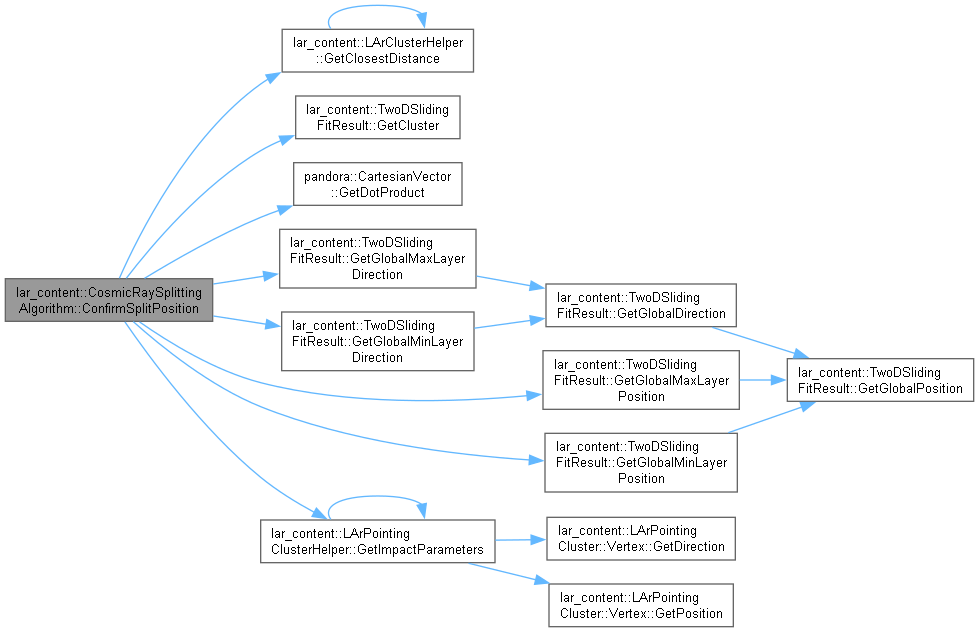 lar_content::LArClusterHelper
::GetClosestDistance
lar_content::TwoDSliding
FitResult::GetCluster
pandora::CartesianVector
::GetDotProduct
lar_content::TwoDSliding
FitResult::GetGlobalMaxLayer
Direction
lar_content::CosmicRaySplitting
Algorithm::ConfirmSplitPosition
lar_content::TwoDSliding
FitResult::GetGlobalDirection
lar_content::TwoDSliding
FitResult::GetGlobalMinLayer
Direction
lar_content::TwoDSliding
FitResult::GetGlobalMaxLayer
Position
lar_content::TwoDSliding
FitResult::GetGlobalPosition
lar_content::TwoDSliding
FitResult::GetGlobalMinLayer
Position
lar_content::LArPointing
ClusterHelper::GetImpactParameters
lar_content::LArPointing
Cluster::Vertex::GetDirection
lar_content::LArPointing
Cluster::Vertex::GetPosition